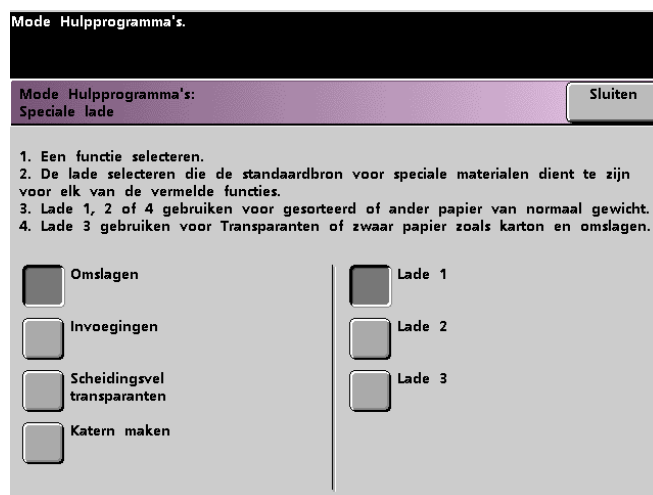 Mode Hulpprogramma's.
Mode Hulpprogramma's:
Speciale lade
Sluiten
1. Een functie selecteren.
2. De lade selecteren die de standaardbron voor speciale materialen dient te zijn
voor elk van de vermelde functies.
3. Lade 1, 2 of 4 gebruiken voor gesorteerd of ander papier van normaal gewicht.
4. Lade 3 gebruiken voor Transparanten of zwaar papier zoals karton en omslagen.
Omslagen
Invoegingen
Scheidingsvel
transparanten
Katern maken
Lade 1
Lade 2
Lade 3